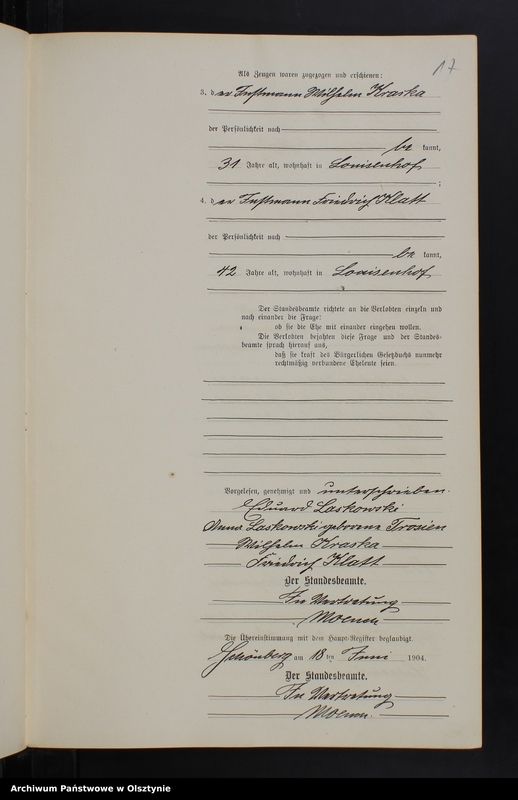 17
Als Zeugen waren zugezogen und erschienen:
3. der Instmann Wilhelm Kraska
der Persönlichkeit nach
be kannt,
31 Jahre alt, wohnhaft in Louisenhof
;
4. der Instmann Friedrich Klatt
der Persönlichkeit nach
be kannt,
42 Jahre alt, wohnhaft in Louisenhof
Der Standesbeamte richtete an die Verlobten einzeln und
nach einander die Frage:
ob sie die Ehe mit einander eingehen wollen.
Die Verlobten bejahten diese Frage und der Standes-
beamte sprach hierauf aus,
daß sie kraft des Bürgerlichen Gesetzbuchs nunmehr
rechtmäßig verbundene Eheleute seien.
Vorgelesen, genehmigt und unterschrieben.
Eduard Laskowski
Anna Laskowski geborene Trosien
Wilhelm Kraska
Friedrich Klatt
Der Standesbeamte.
In Vertretung
Die Übereinstimmung mit dem Haupt-Register beglaubigt.
Schönberg am 18 ten Juni 1904.
Der Standesbeamte.
In Vertretung
Archiwum Państwowe w Olsztynie